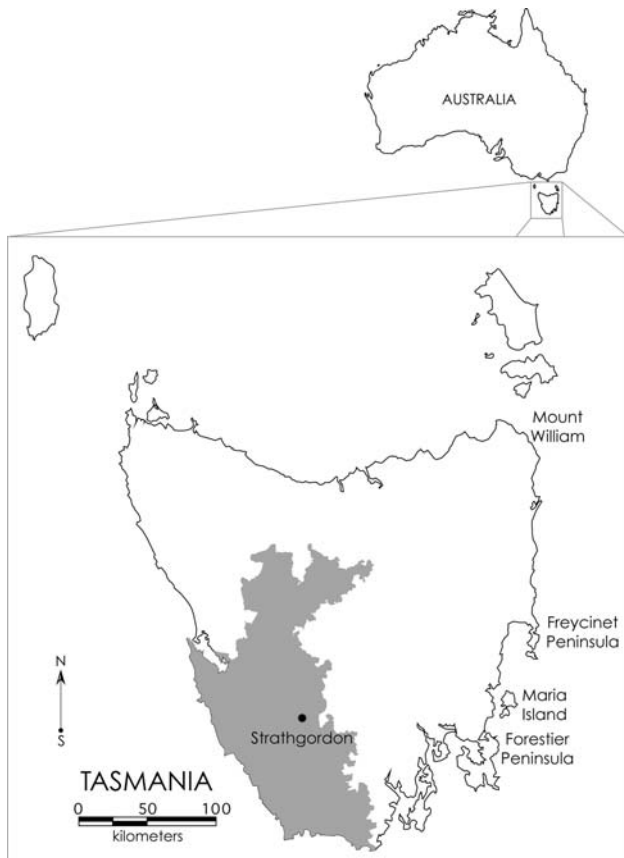 AUSTRALIA
Mount
William
Freycinet
Peninsula
N
S
Maria
Island
Strathgordon
Forestier
Peninsula
TASMANIA
0 50 100
kilometers